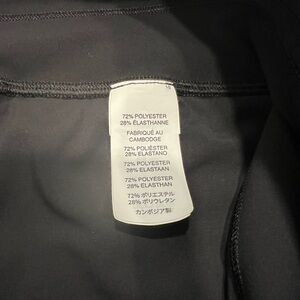 72% POLYESTER
28% ÉLASTHANNE
FABRIQUÉ AU
CAMBODGE
72% POLIÉSTER
28% ELASTANO
72% POLYESTER
28% ELASTAAN
72% POLYESTER
28% ELASTHAN
72% ポリエステル
28% ポリウレタン
カンボジア製